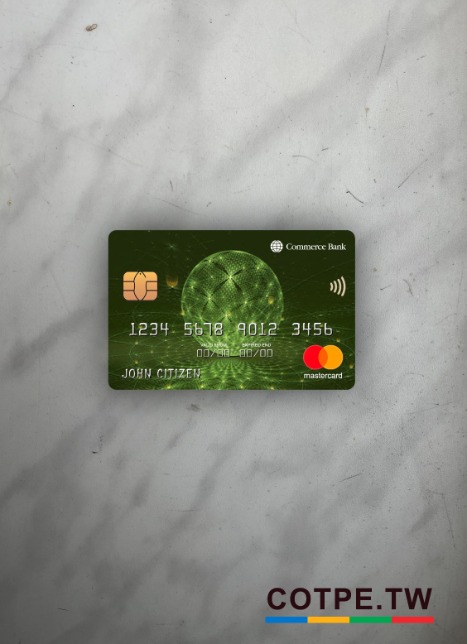 Commerce Bank
1234 5678 9012 3456
00/00 00/00
JOHN CITIZEN
mastercard
COTPE.TW